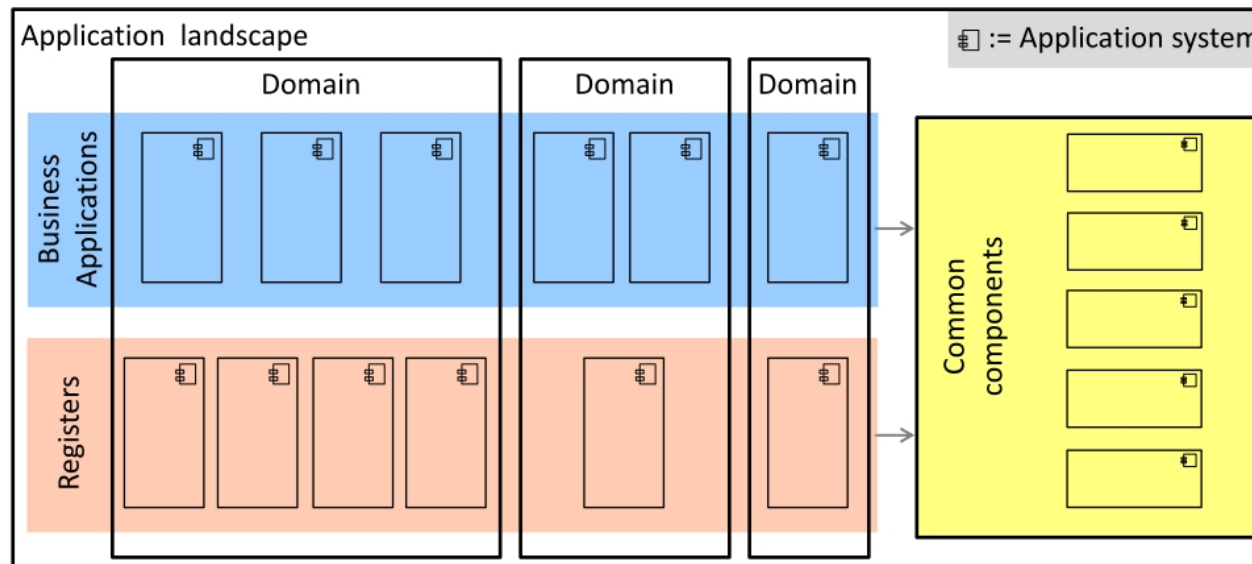 Application landscape
:= Application system
Domain
Domain
Domain
Business
Applications
Registers
Common
components